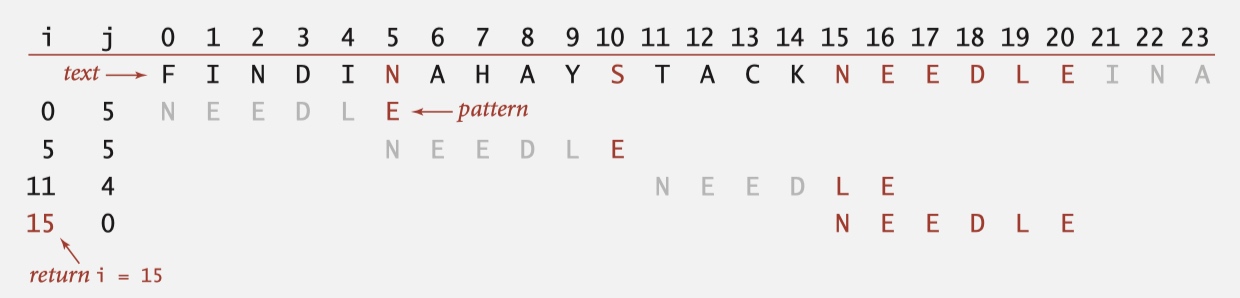 i j 0 1 2 3 4 5 6 7 8 9 10 11 12 13 14 15 16 17 18 19 20 21 22 23
text F I N D I N A H A Y S T A C K N E E D L E I N A
0 5 N E E D L E pattern
5 5 N E E D L E
11 4 N E E D L E
15 0 N E E D L E
return i = 15